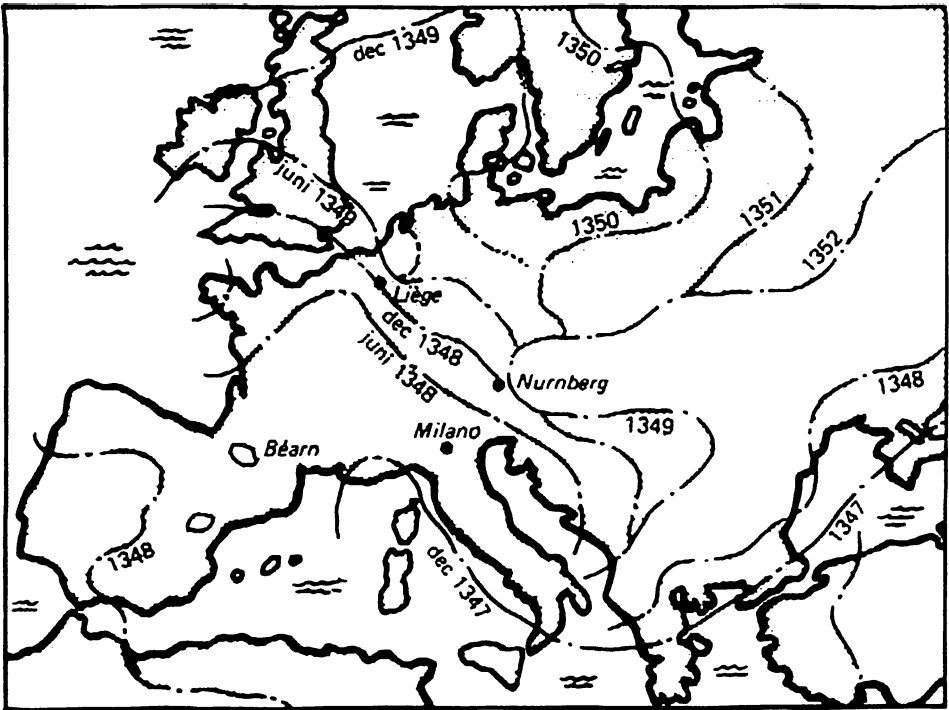 dec 1349
1350
juni 1349
1350
1351
1352
Liège
dec 1348
juni 1348
Nurnberg
1348
1349
Milano
Béarn
1347
1348
dec 1347